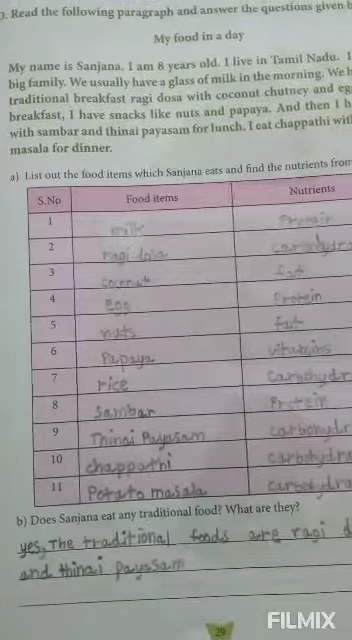 ). Read the following paragraph and answer the questions given b
My food in a day
My name is Sanjana. I am 8 years old. I live in Tamil Nadu. I
big family. We usually have a glass of milk in the morning. We h
traditional breakfast ragi dosa with coconut chutney and eg
breakfast, I have snacks like nuts and papaya. And then I h
with sambar and thinai payasam for lunch. I eat chappathi wit
masala for dinner.
a) List out the food items which Sanjana eats and find the nutrients from
S.No Food items Nutrients
1 milk Protein
2 ragi dosa carbohydra
3 coconut fat
4 egg Protein
5 nuts fat
6 Papaya vitamins
7 rice Carbohydr
8 Sambar Protein
9 Thinai Payasam carbohydr
10 chappathi carbohydra
11 Potato masala carbohydra
b) Does Sanjana eat any traditional food? What are they?
yes, The traditional foods are ragi d
and thinai payasam
29
FILMIX